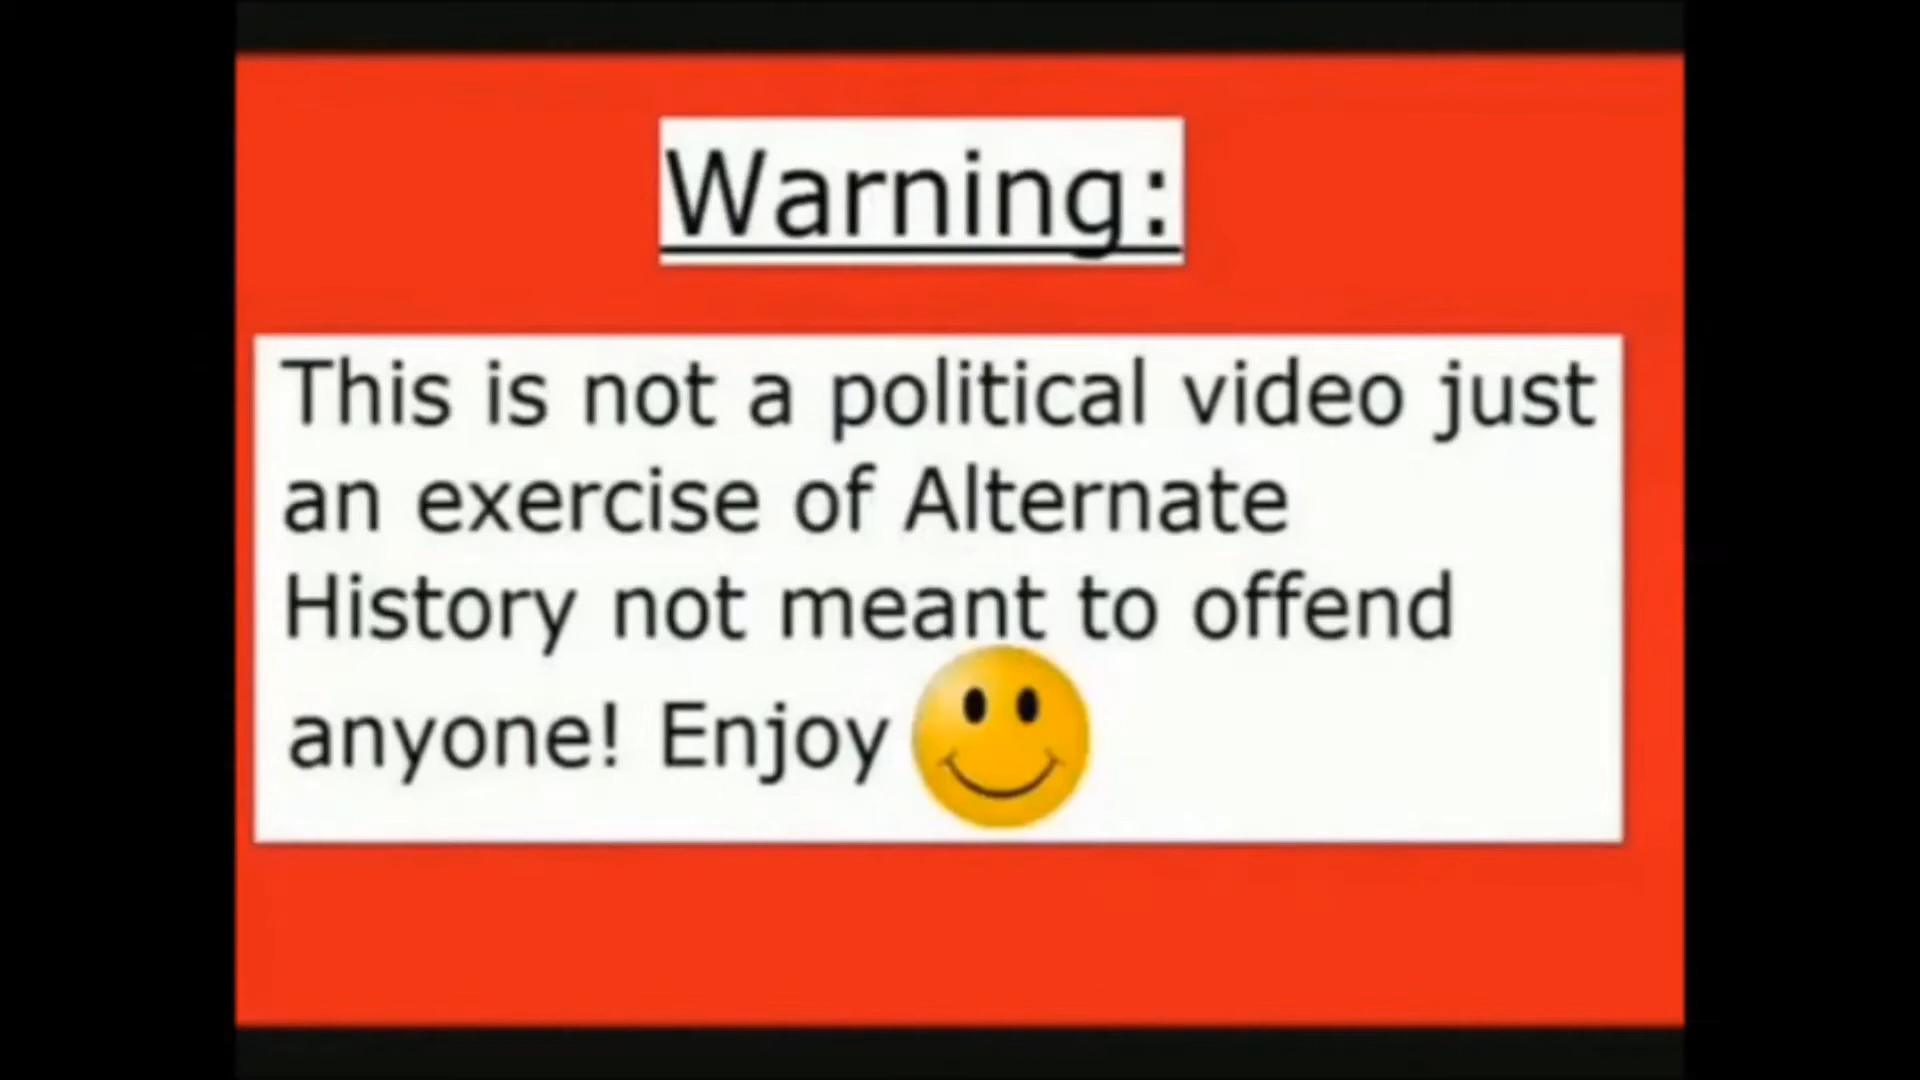 Warning:
This is not a political video just
an exercise of Alternate
History not meant to offend
anyone! Enjoy